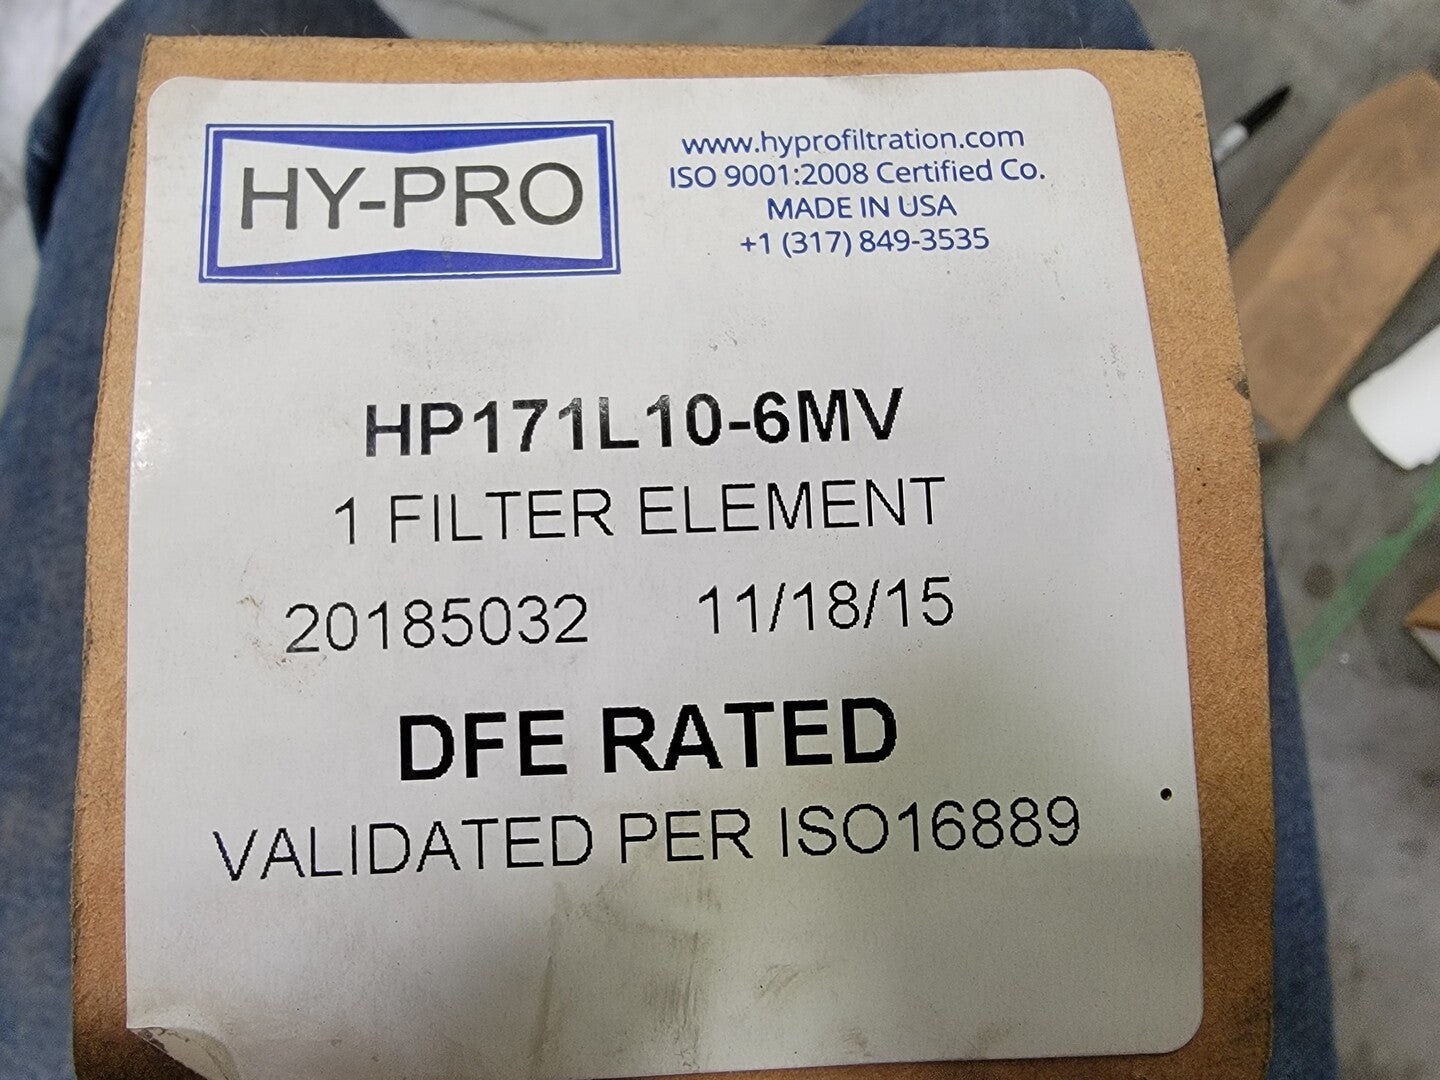 HY-PRO
www.hyprofiltration.com
ISO 9001:2008 Certified Co.
MADE IN USA
+1 (317) 849-3535
HP171L10-6MV
1 FILTER ELEMENT
20185032 11/18/15
DFE RATED
VALIDATED PER ISO16889